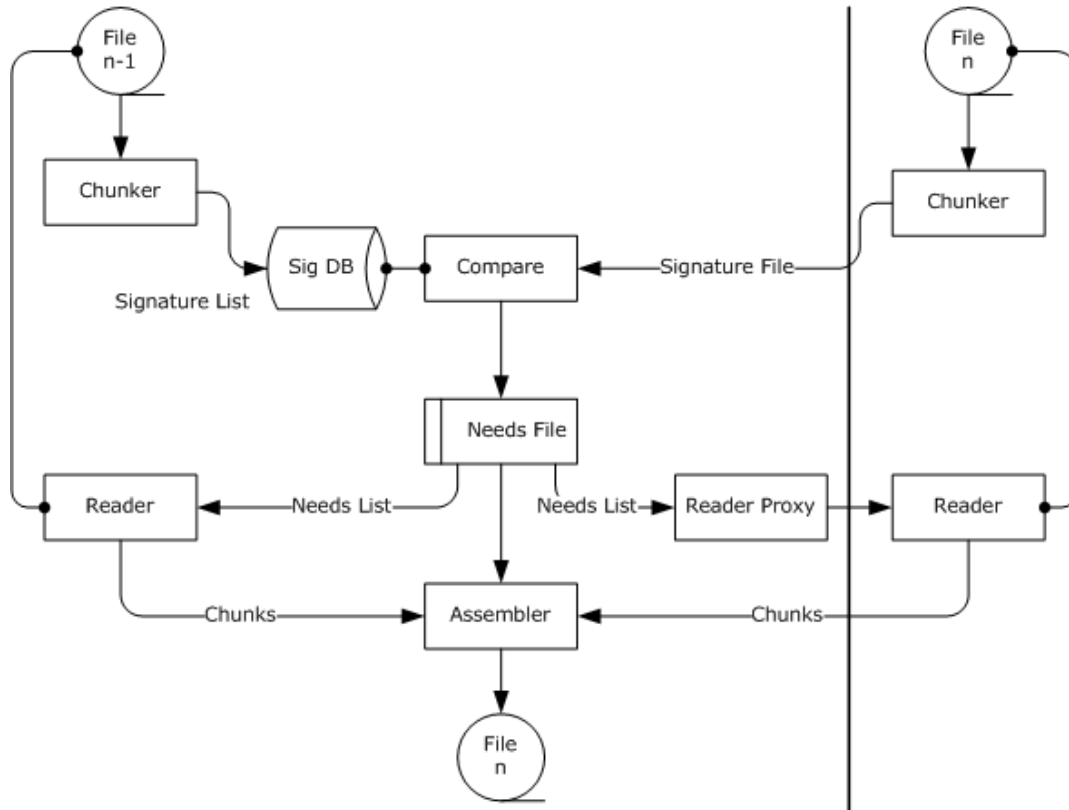 File
n-1
File
n
Chunker
Chunker
Sig DB
Compare
Signature File
Signature List
Needs File
Reader
Needs List
Needs List
Reader Proxy
Reader
Chunks
Assembler
Chunks
File
n